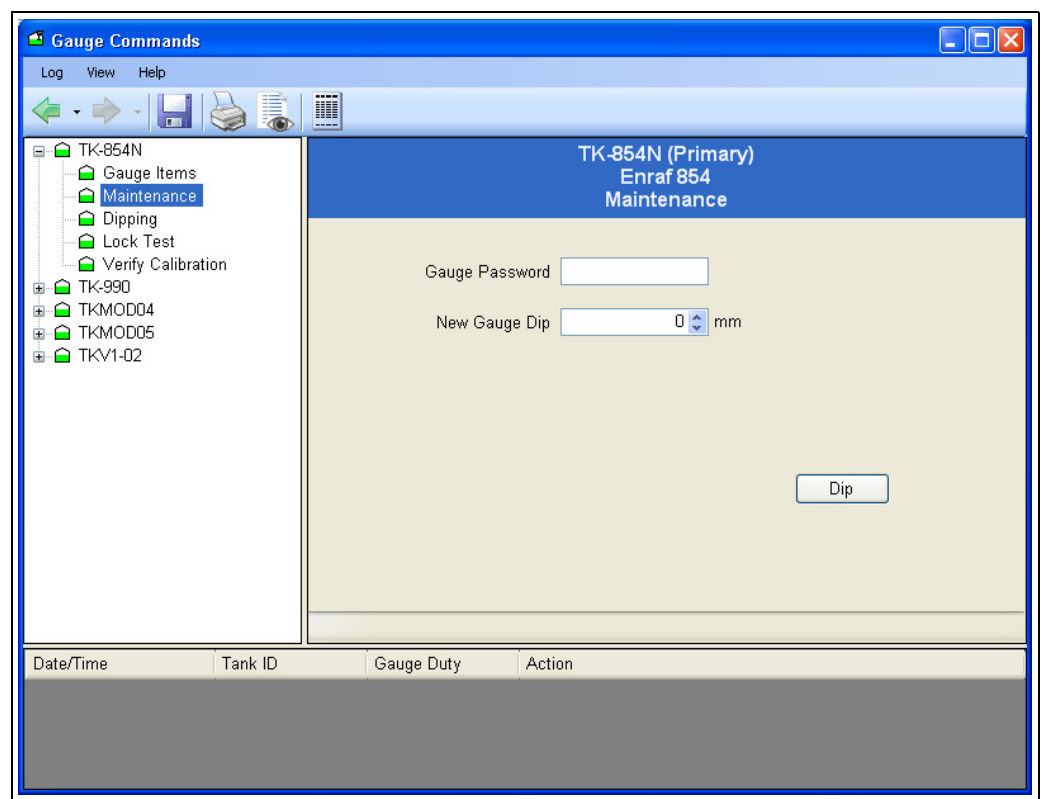 Gauge Commands
Log View Help
TK-854N
Gauge Items
Maintenance
Dipping
Lock Test
Verify Calibration
TK-990
TKMOD04
TKMOD05
TKV1-02
TK-854N (Primary)
Enraf 854
Maintenance
Gauge Password
New Gauge Dip 0 mm
Dip
Date/Time Tank ID Gauge Duty Action